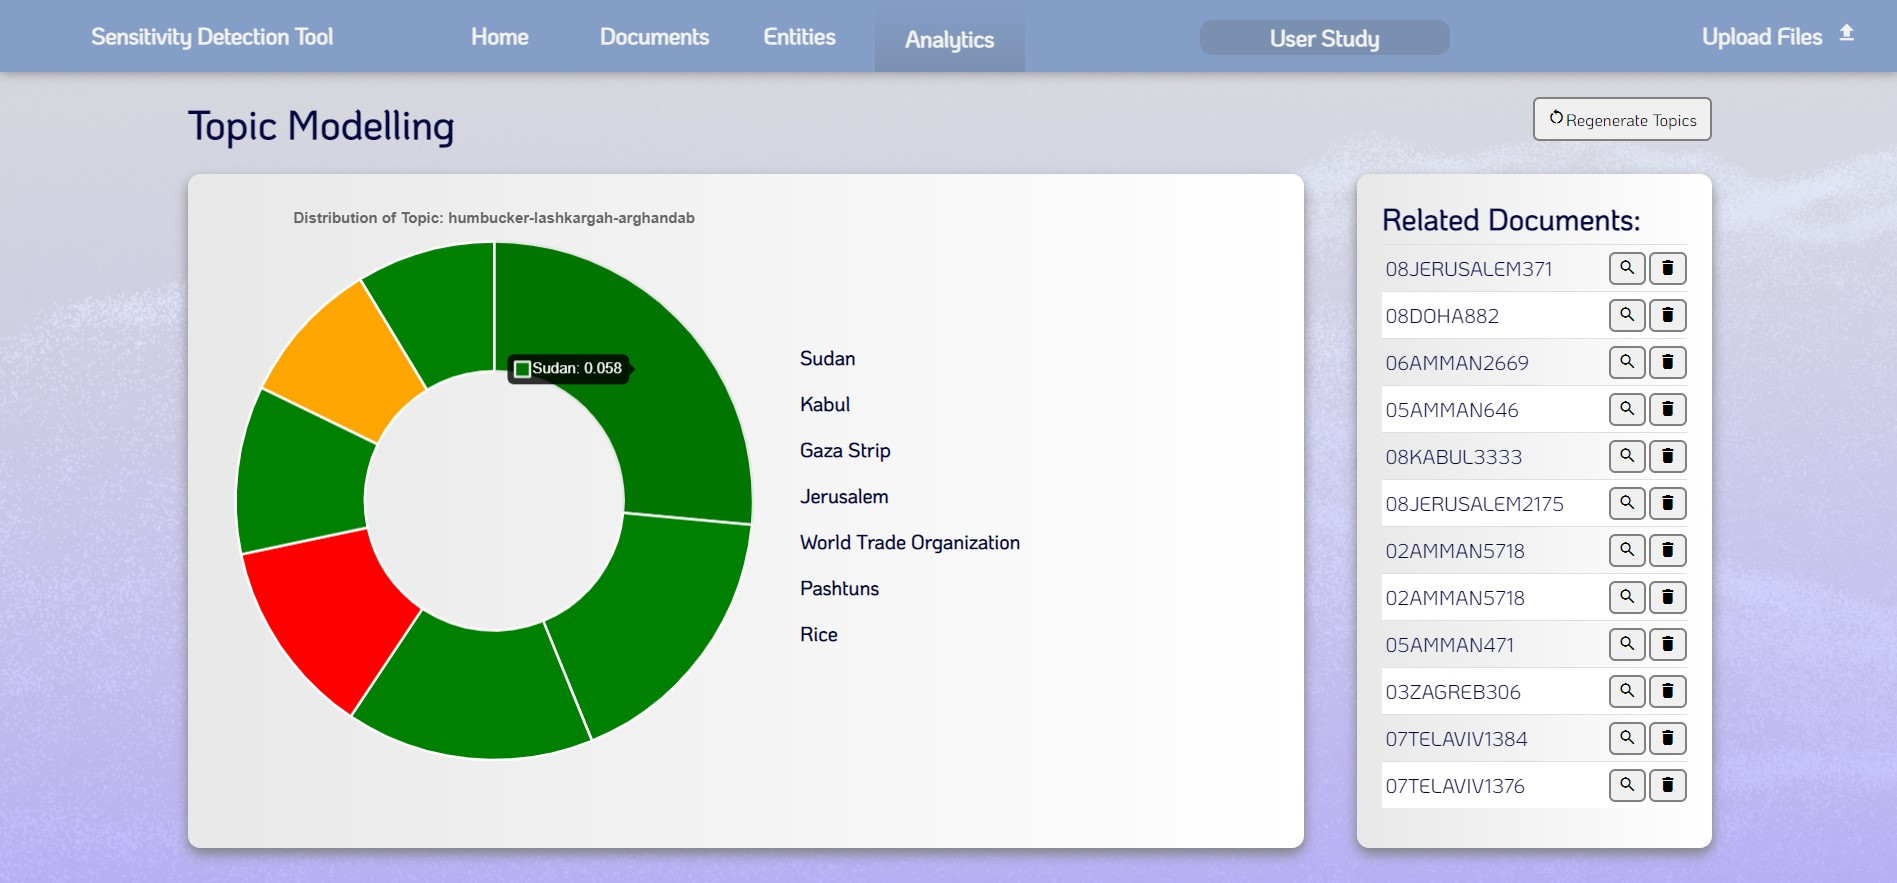 Sensitivity Detection Tool
Home
Documents
Entities
Analytics
User Study
Upload Files
Topic Modelling
Regenerate Topics
Distribution of Topic: humbucker-lashkargah-arghandab
Sudan: 0.058
Sudan
Kabul
Gaza Strip
Jerusalem
World Trade Organization
Pashtuns
Rice
Related Documents:
08JERUSALEM371
08DOHA882
06AMMAN2669
05AMMAN646
08KABUL3333
08JERUSALEM2175
02AMMAN5718
02AMMAN5718
05AMMAN471
03ZAGREB306
07TELAVIV1384
07TELAVIV1376